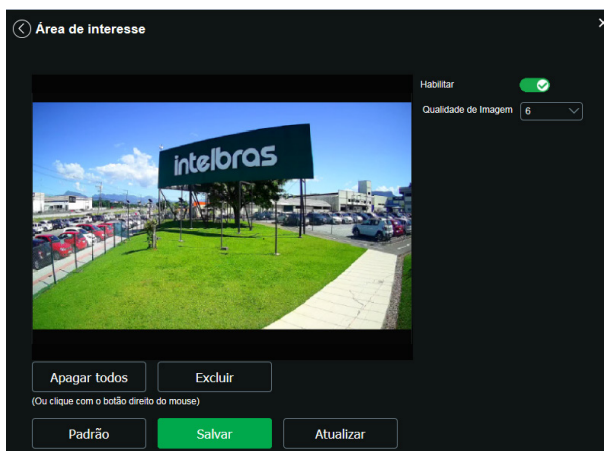 Área de interesse
Habilitar
Qualidade de Imagem 6
intelbras
Apagar todos Excluir
(Ou clique com o botão direito do mouse)
Padrão Salvar Atualizar